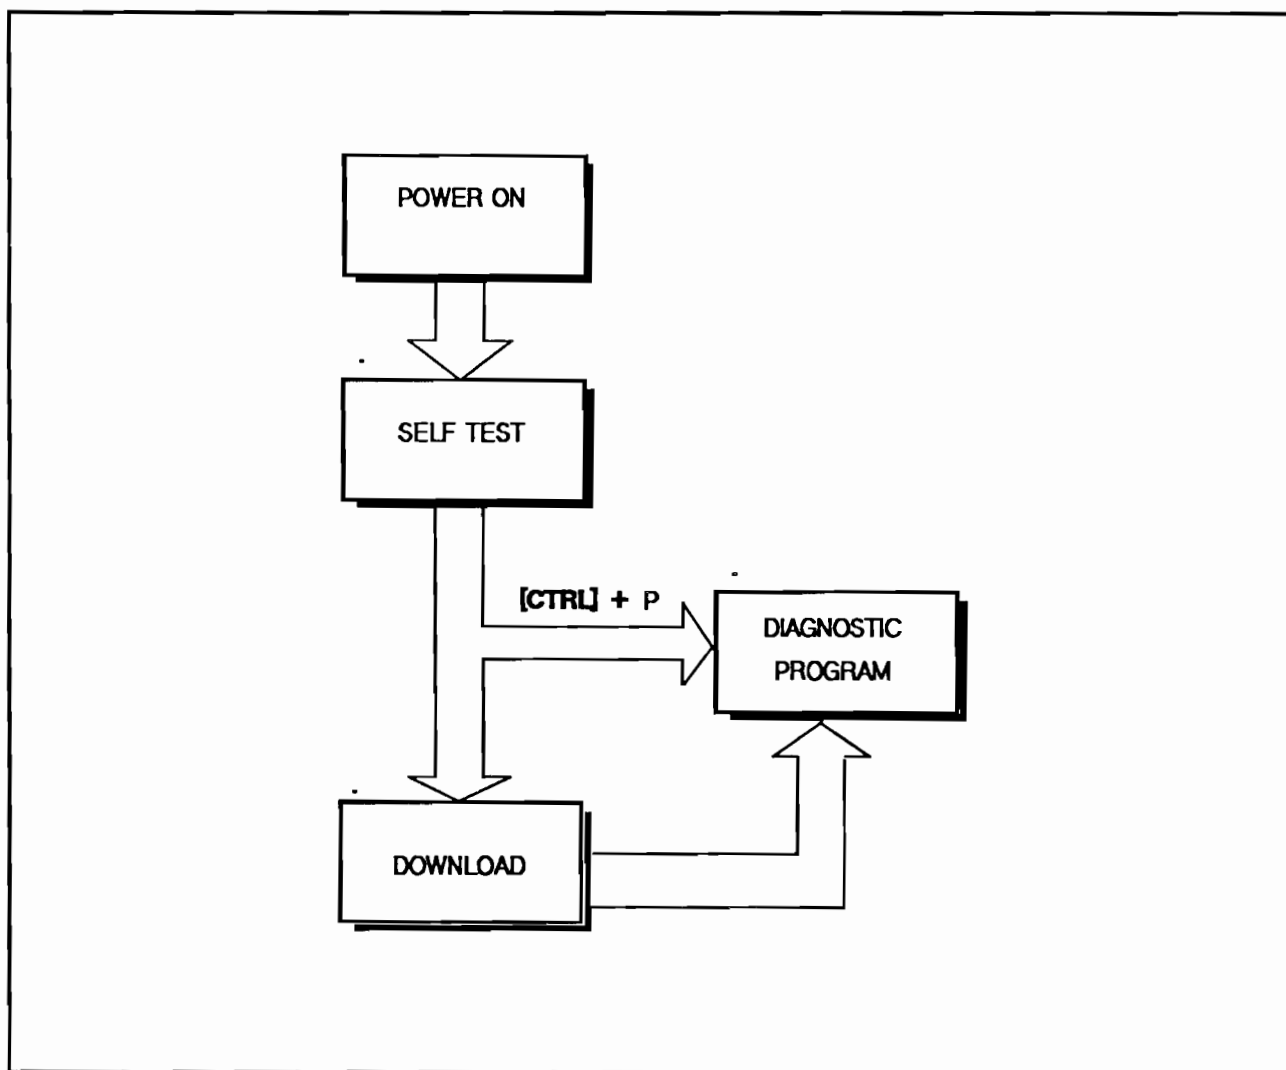 POWER ON
SELF TEST
[CTRL] + P
DIAGNOSTIC
PROGRAM
DOWNLOAD